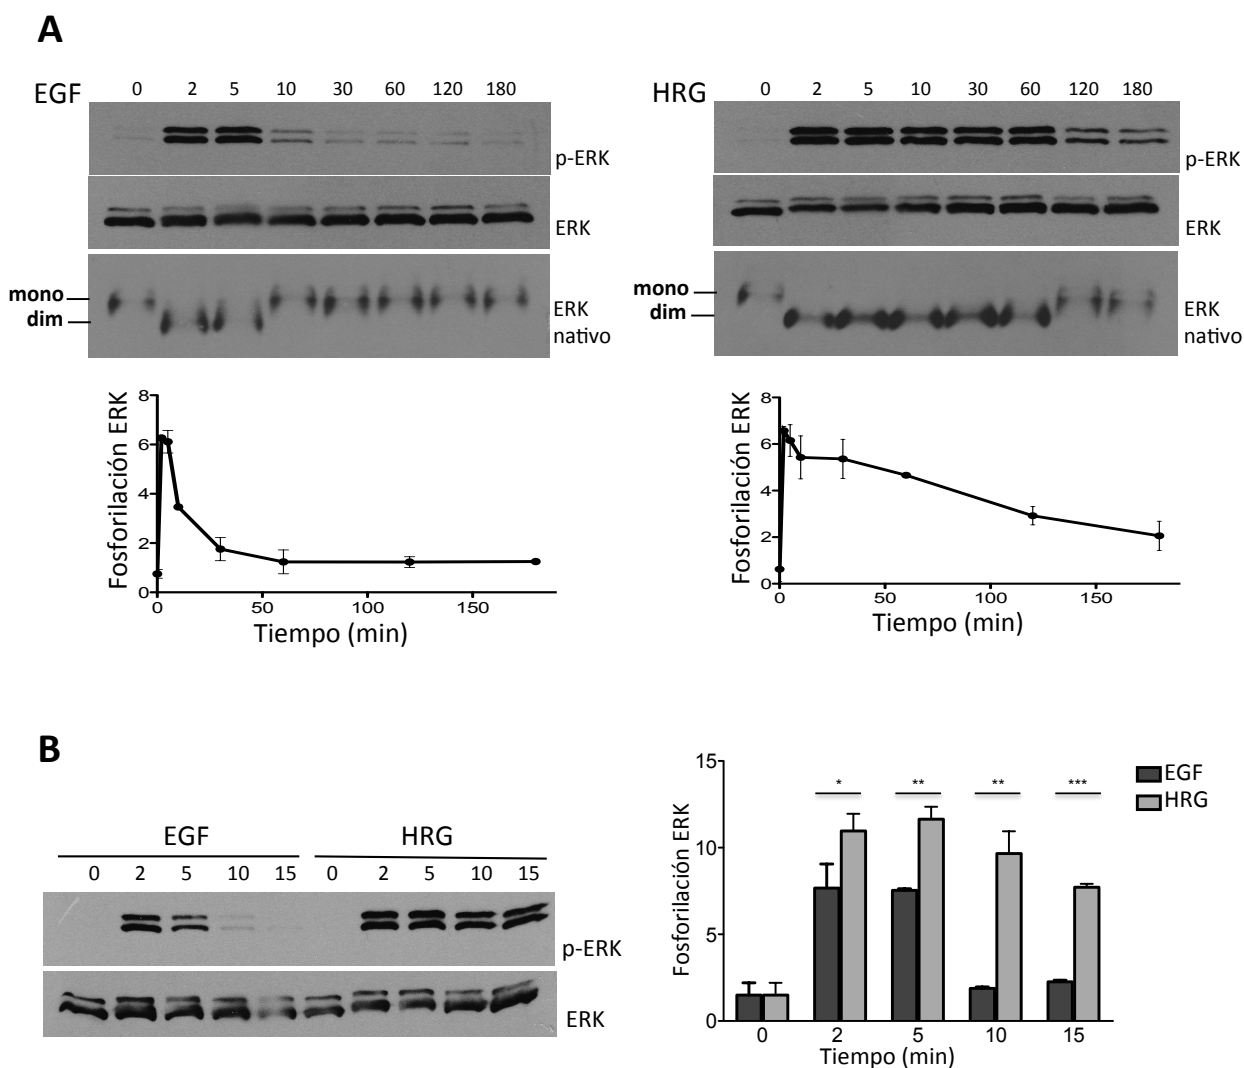 A
EGF 0 2 5 10 30 60 120 180
p-ERK
ERK
mono
dim
ERK
nativo
HRG 0 2 5 10 30 60 120 180
p-ERK
ERK
mono
dim
ERK
nativo
Fosforilación ERK
8
6
4
2
0
0 50 100 150
Tiempo (min)
Fosforilación ERK
8
6
4
2
0
0 50 100 150
Tiempo (min)
B
EGF HRG
0 2 5 10 15 0 2 5 10 15
p-ERK
ERK
Fosforilación ERK
15
10
5
0
* ** ** ***
0 2 5 10 15
Tiempo (min)
EGF
HRG